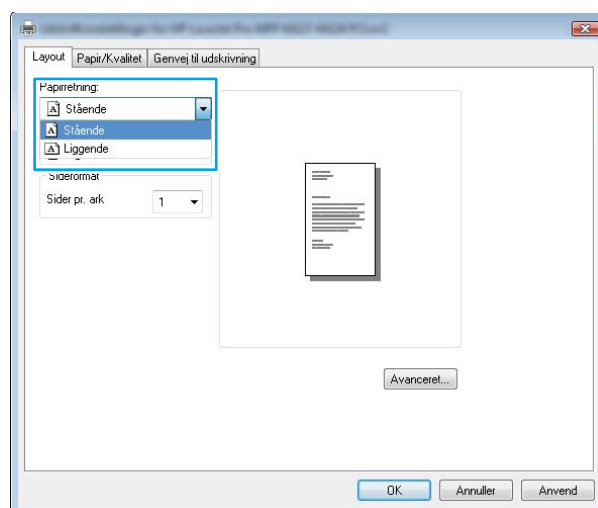 Layout Papir/Kvalitet Genvej til udskrivning
Papirretning:
Stående
Stående
Liggende
Sideformat
Sider pr. ark 1
Avanceret...
OK Annuller Anvend